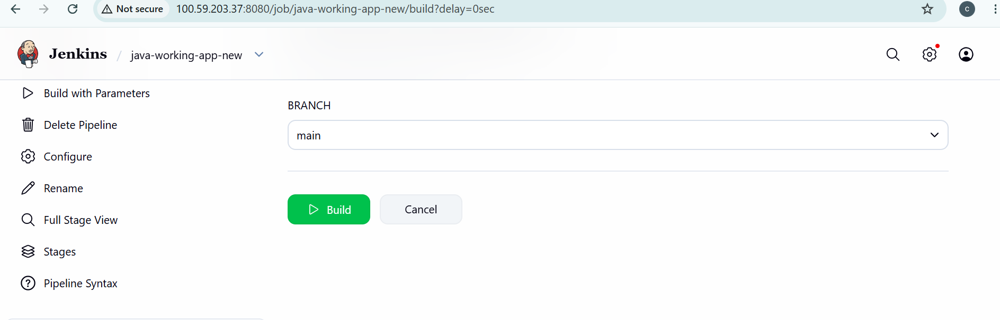 Not secure 100.59.203.37:8080/job/java-working-app-new/build?delay=0sec
C
Jenkins / java-working-app-new
Build with Parameters
Delete Pipeline
Configure
Rename
Full Stage View
Stages
Pipeline Syntax
BRANCH
main
Build
Cancel